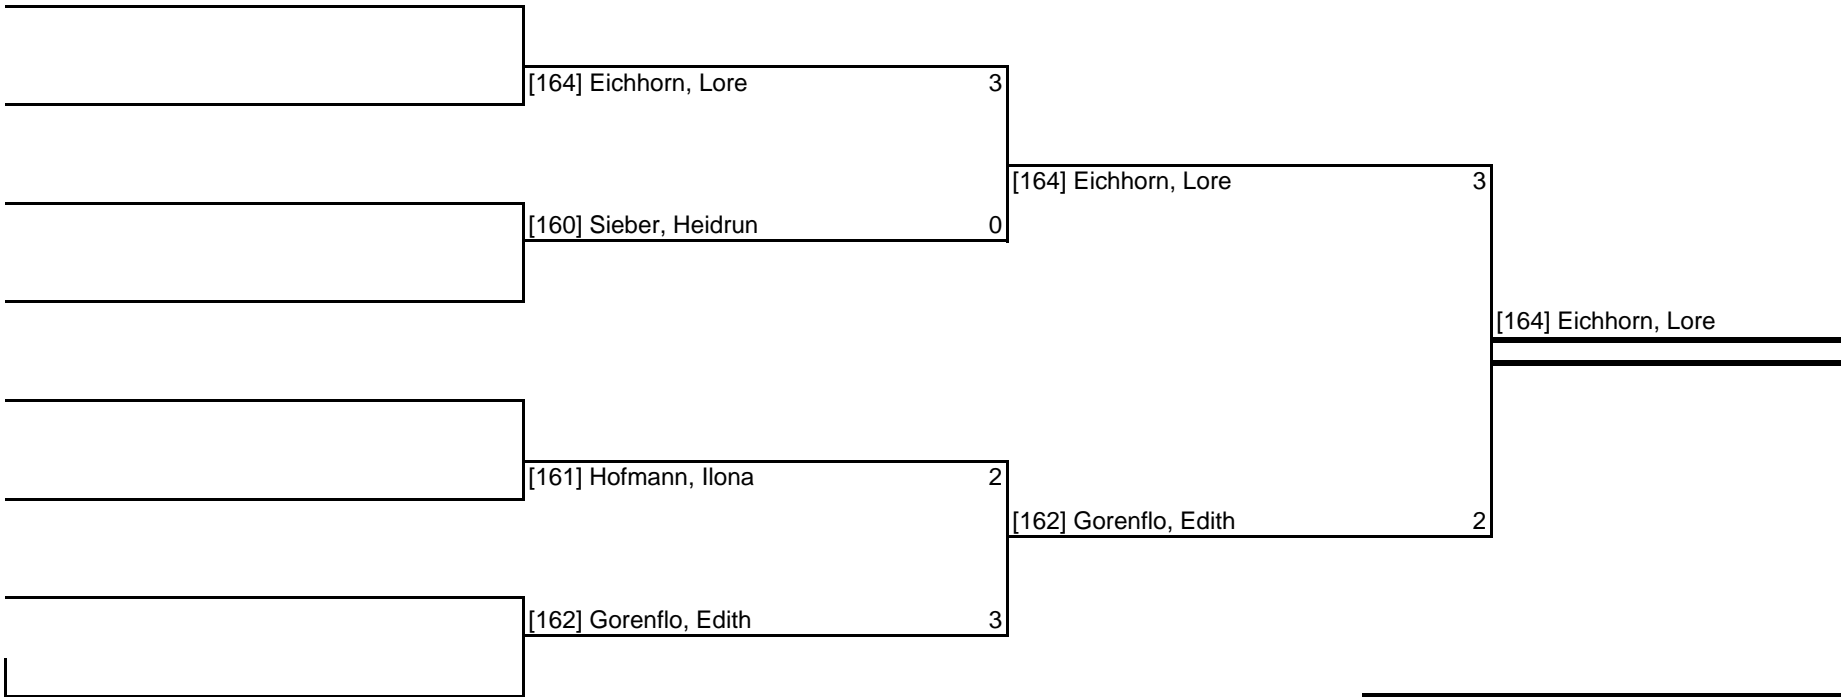 [164] Eichhorn, Lore 3
[164] Eichhorn, Lore 3
[160] Sieber, Heidrun 0
[164] Eichhorn, Lore
[161] Hofmann, Ilona 2
[162] Gorenflo, Edith 2
[162] Gorenflo, Edith 3